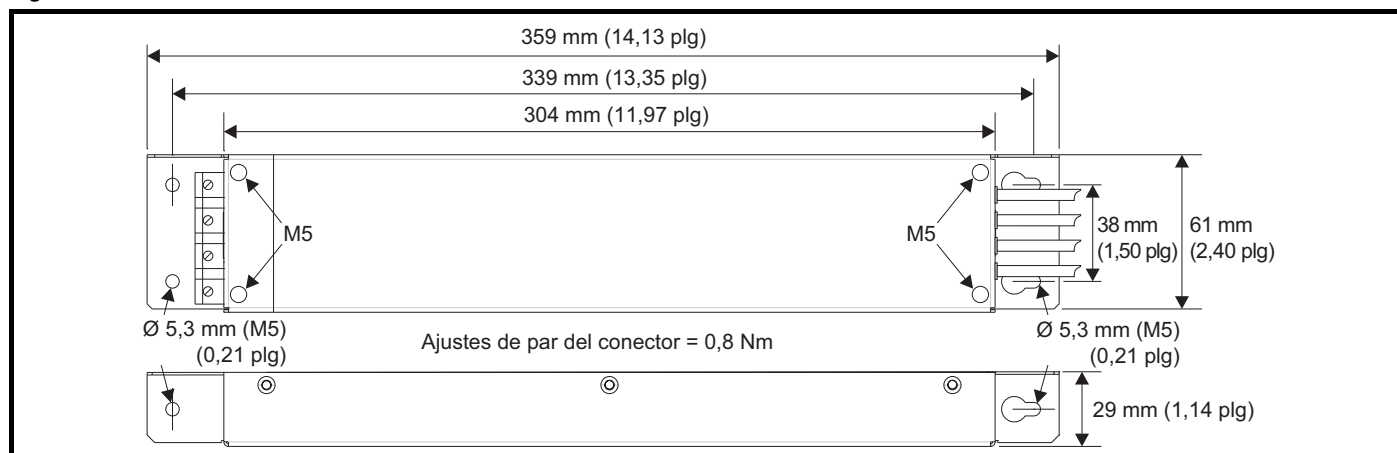 359 mm (14,13 plg)
339 mm (13,35 plg)
304 mm (11,97 plg)
M5
M5
38 mm
(1,50 plg)
61 mm
(2,40 plg)
Ø 5,3 mm (M5)
(0,21 plg)
Ajustes de par del conector = 0,8 Nm
Ø 5,3 mm (M5)
(0,21 plg)
29 mm (1,14 plg)